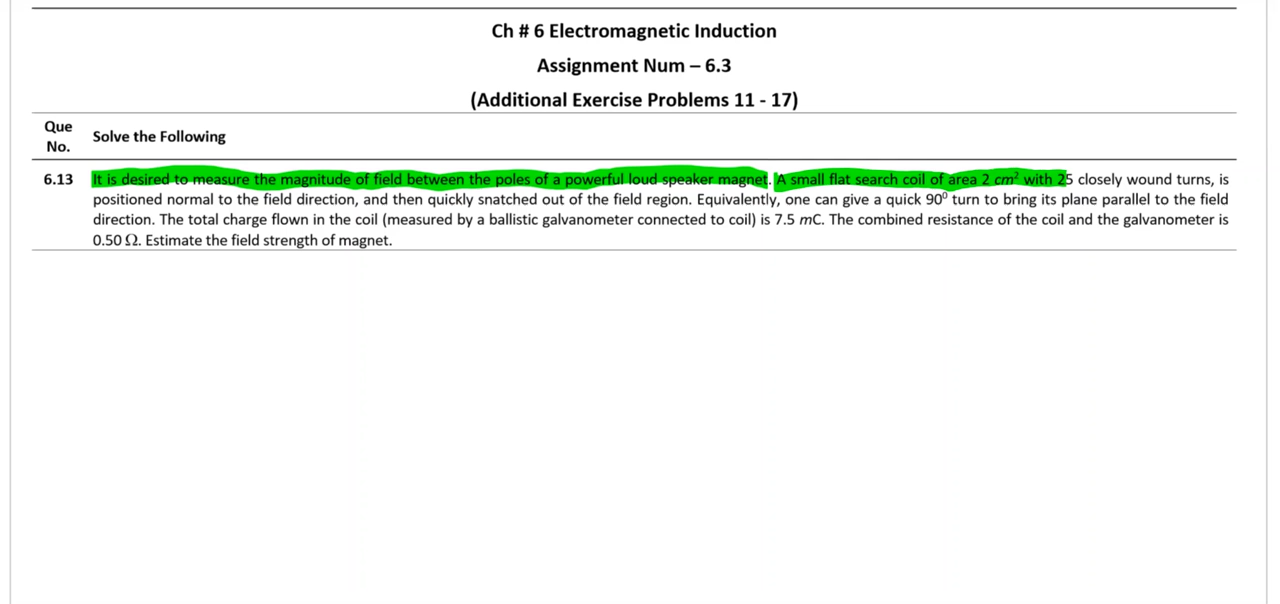 Ch # 6 Electromagnetic Induction
Assignment Num – 6.3
(Additional Exercise Problems 11 - 17)
Que
No.
Solve the Following
6.13 It is desired to measure the magnitude of field between the poles of a powerful loud speaker magnet. A small flat search coil of area 2 cm² with 25 closely wound turns, is
positioned normal to the field direction, and then quickly snatched out of the field region. Equivalently, one can give a quick 90⁰ turn to bring its plane parallel to the field
direction. The total charge flown in the coil (measured by a ballistic galvanometer connected to coil) is 7.5 mC. The combined resistance of the coil and the galvanometer is
0.50 Ω. Estimate the field strength of magnet.